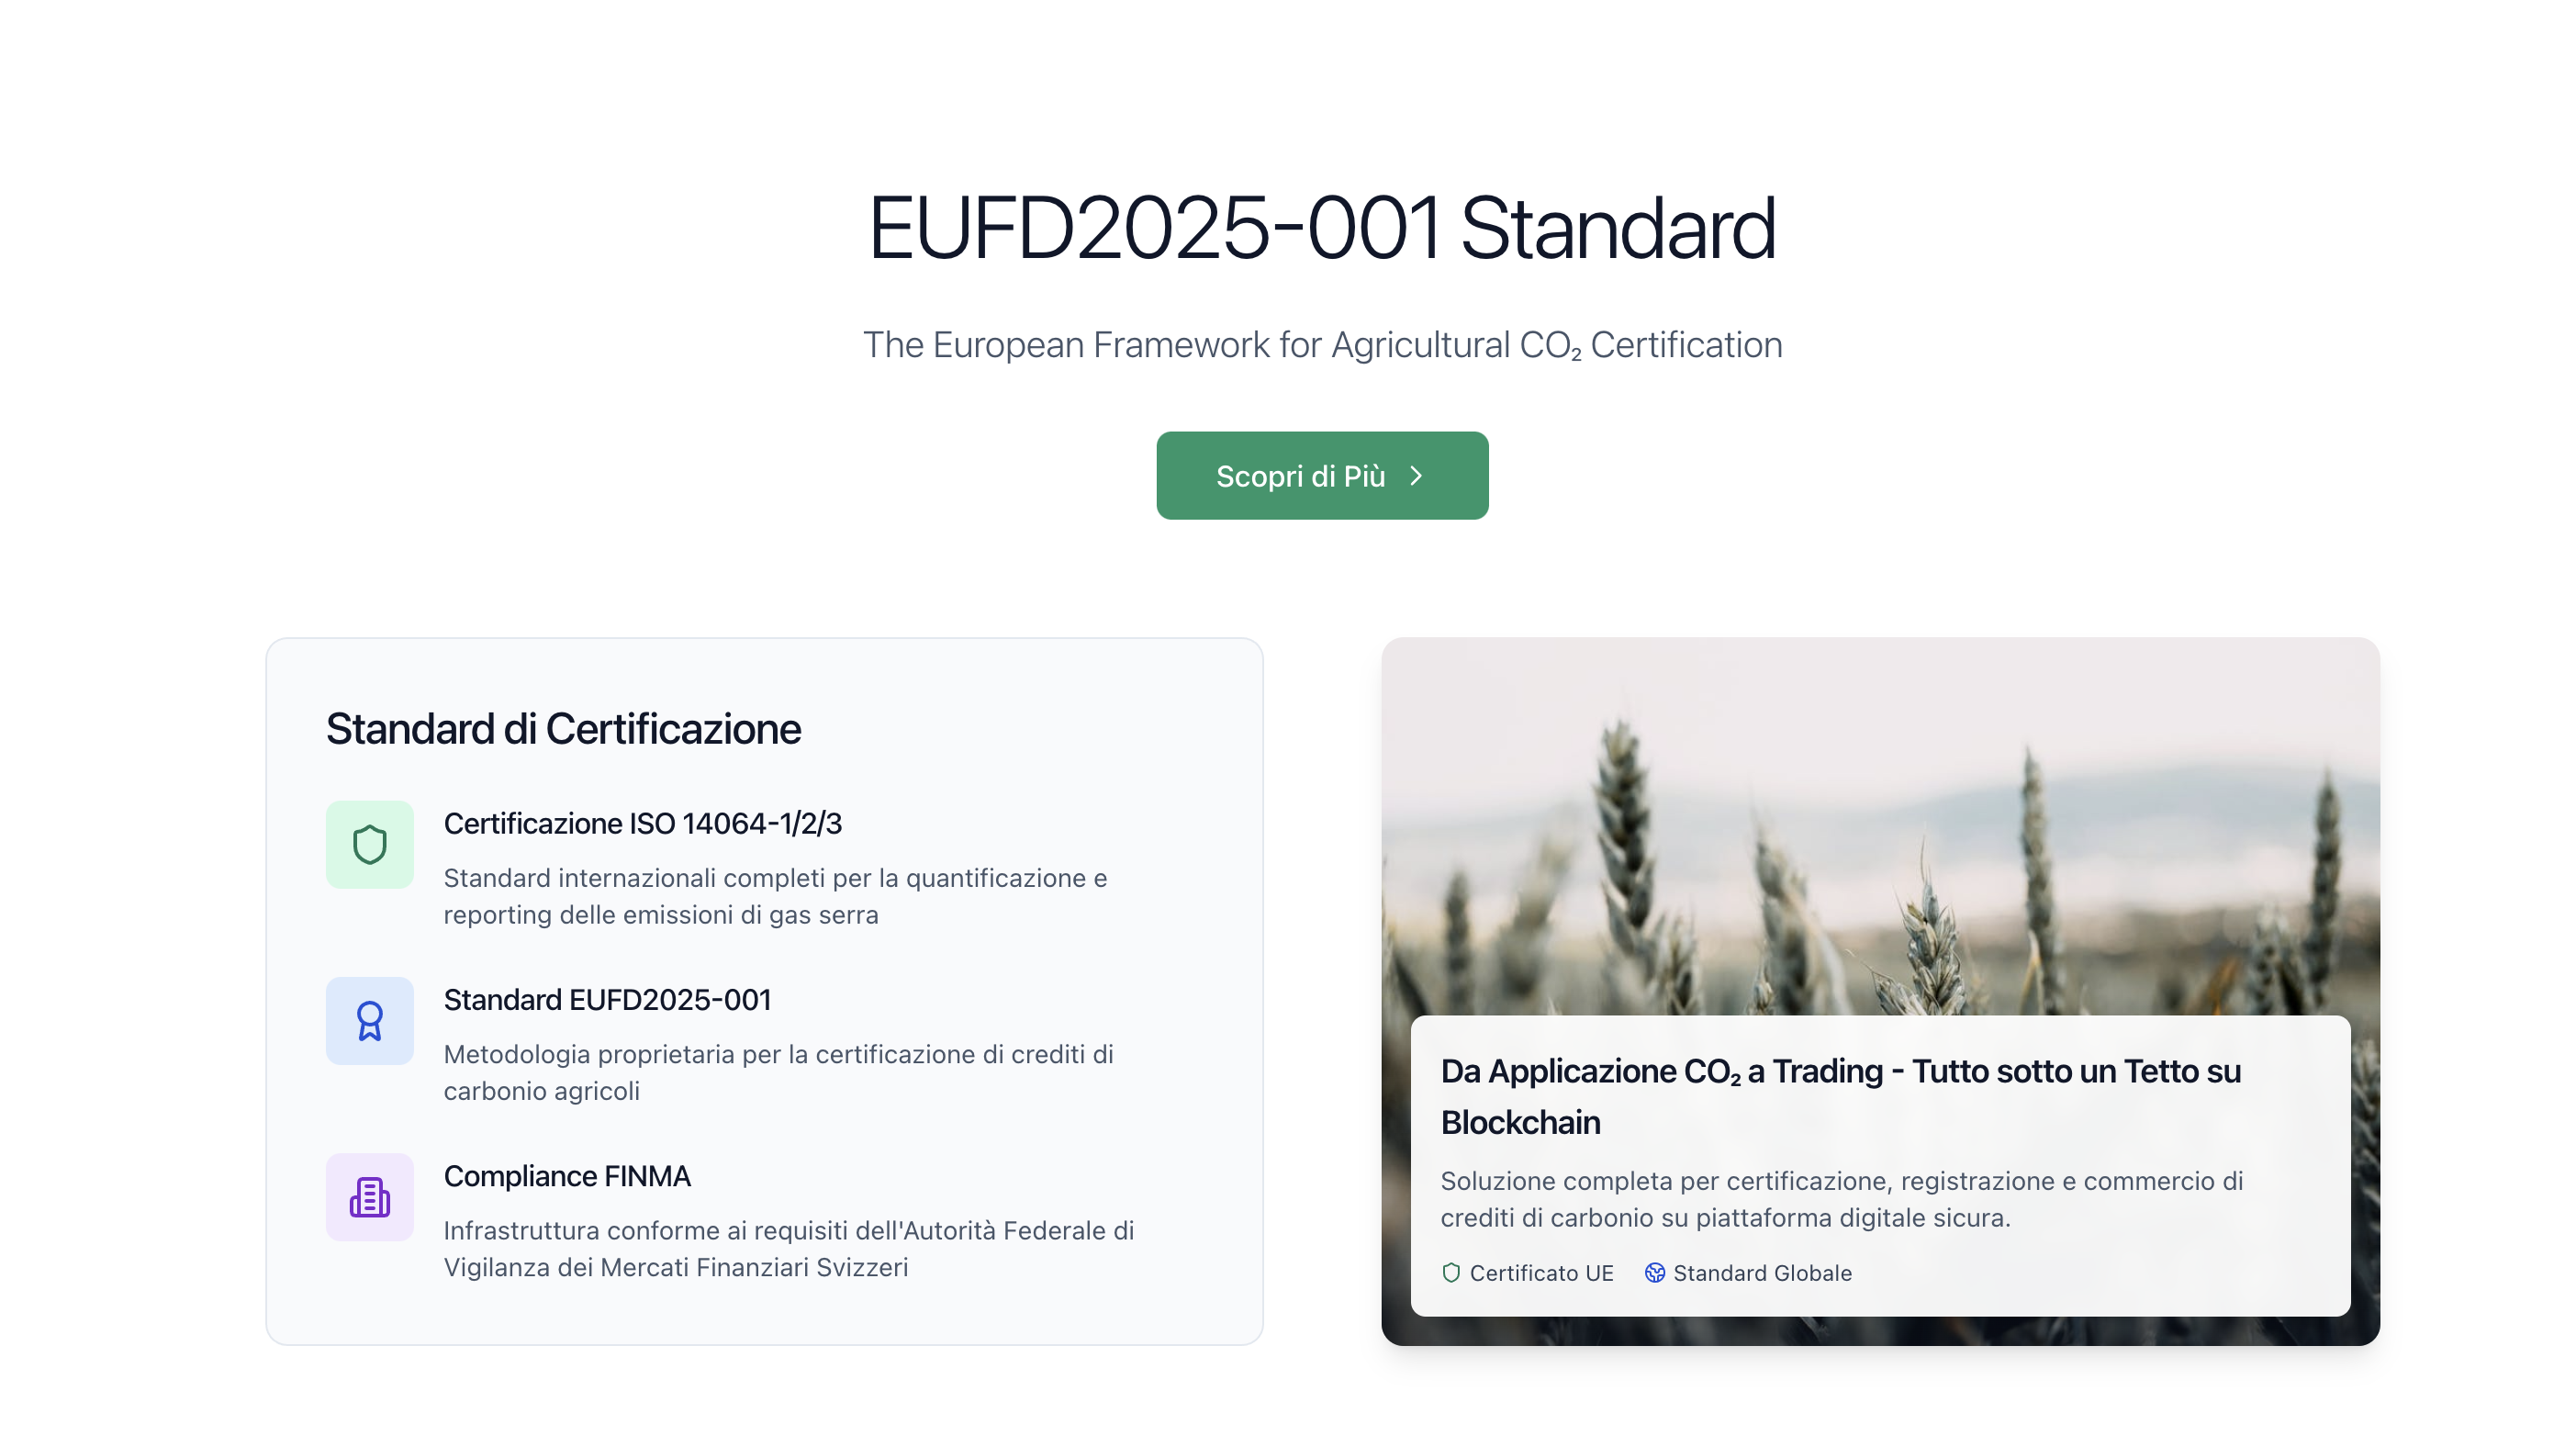 EUFD2025-001 Standard
The European Framework for Agricultural CO₂ Certification
Scopri di Più
Standard di Certificazione
Certificazione ISO 14064-1/2/3
Standard internazionali completi per la quantificazione e
reporting delle emissioni di gas serra
Standard EUFD2025-001
Metodologia proprietaria per la certificazione di crediti di
carbonio agricoli
Compliance FINMA
Infrastruttura conforme ai requisiti dell'Autorità Federale di
Vigilanza dei Mercati Finanziari Svizzeri
Da Applicazione CO₂ a Trading - Tutto sotto un Tetto su
Blockchain
Soluzione completa per certificazione, registrazione e commercio di
crediti di carbonio su piattaforma digitale sicura.
Certificato UE
Standard Globale